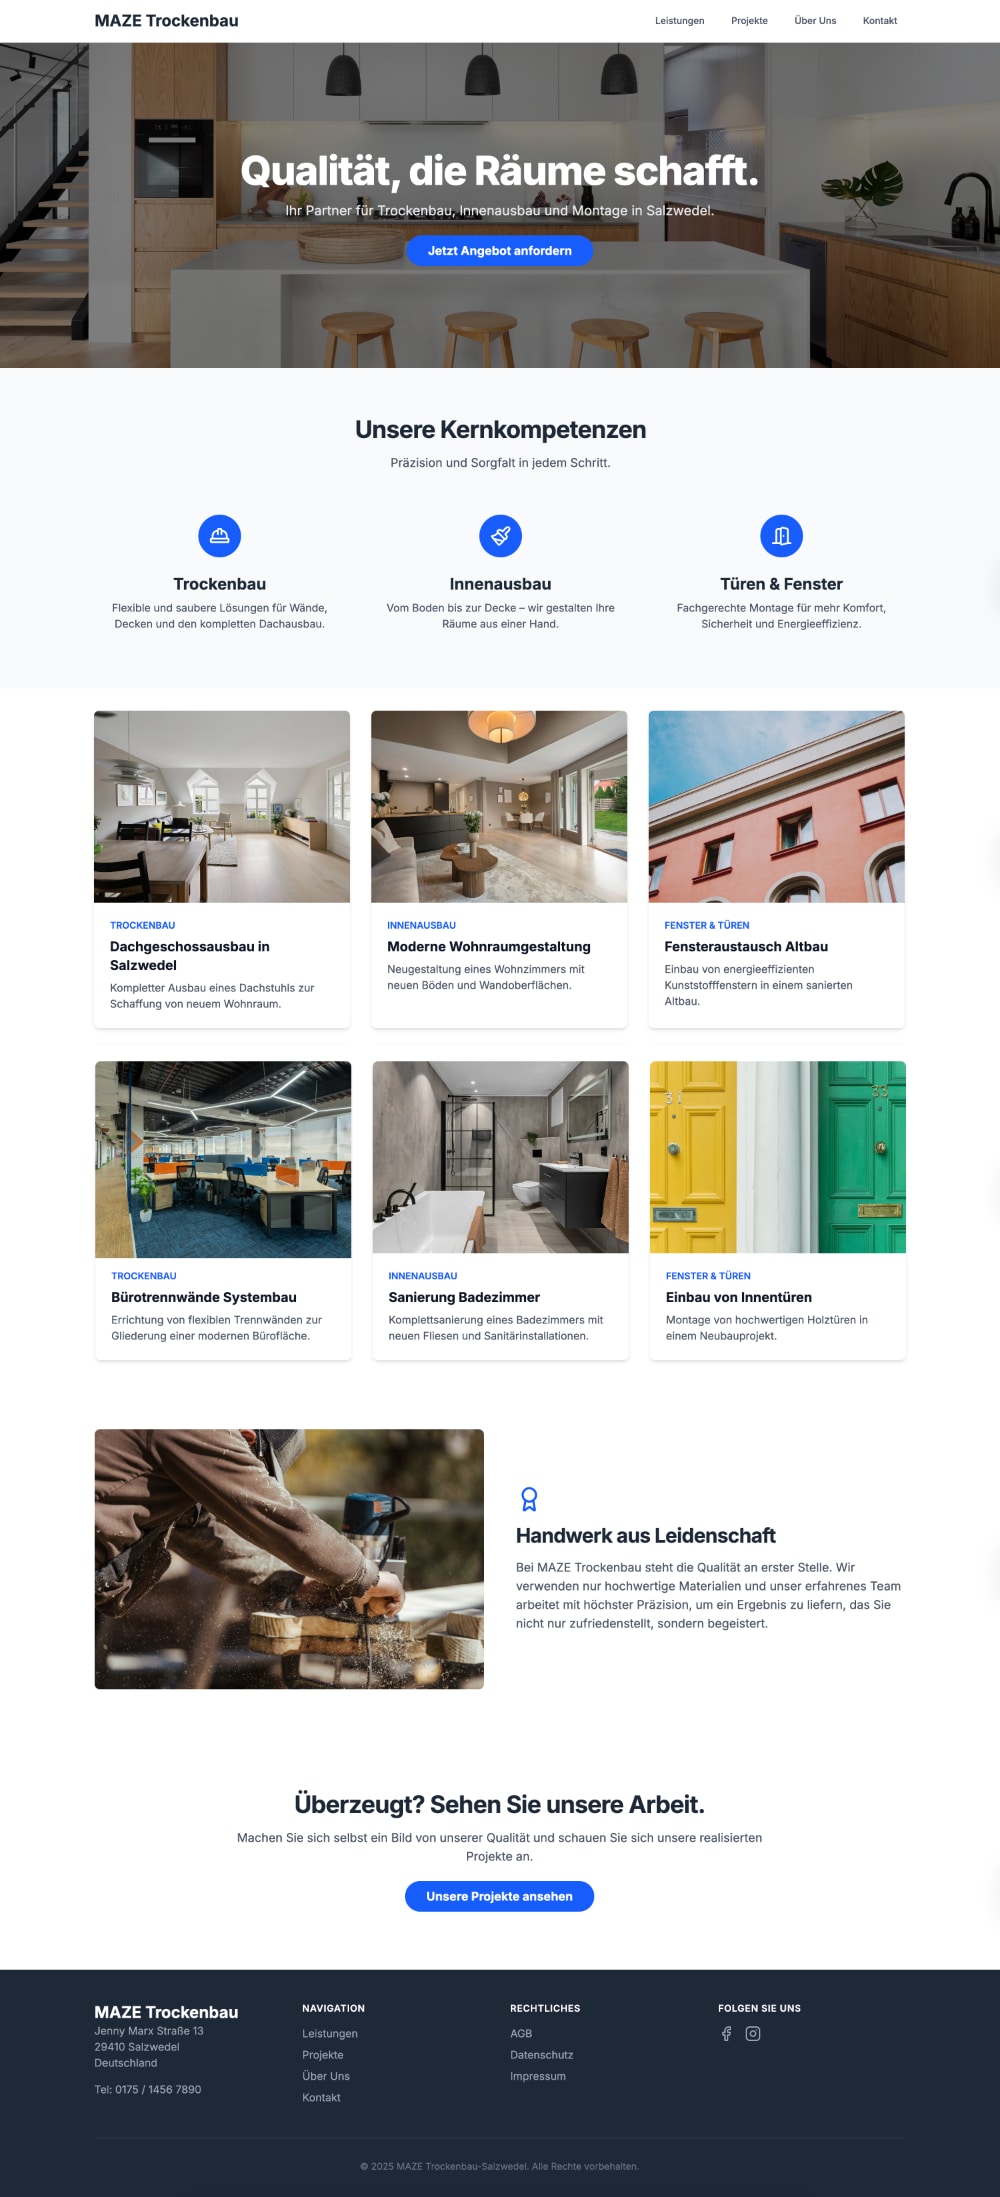 MAZE Trockenbau
Leistungen
Projekte
Über Uns
Kontakt
Qualität, die Räume schafft.
Ihr Partner für Trockenbau, Innenausbau und Montage in Salzwedel.
Jetzt Angebot anfordern
Unsere Kernkompetenzen
Präzision und Sorgfalt in jedem Schritt.
Trockenbau
Flexible und saubere Lösungen für Wände,
Decken und den kompletten Dachausbau.
Innenausbau
Vom Boden bis zur Decke – wir gestalten Ihre
Räume aus einer Hand.
Türen & Fenster
Fachgerechte Montage für mehr Komfort,
Sicherheit und Energieeffizienz.
TROCKENBAU
Dachgeschossausbau in
Salzwedel
Kompletter Ausbau eines Dachstuhls zur
Schaffung von neuem Wohnraum.
INNENAUSBAU
Moderne Wohnraumgestaltung
Neugestaltung eines Wohnzimmers mit
neuen Böden und Wandoberflächen.
FENSTER & TÜREN
Fensteraustausch Altbau
Einbau von energieeffizienten
Kunststofffenstern in einem sanierten
Altbau.
31
33
TROCKENBAU
Bürotrennwände Systembau
Errichtung von flexiblen Trennwänden zur
Gliederung einer modernen Bürofläche.
INNENAUSBAU
Sanierung Badezimmer
Komplettsanierung eines Badezimmers mit
neuen Fliesen und Sanitärinstallationen.
FENSTER & TÜREN
Einbau von Innentüren
Montage von hochwertigen Holztüren in
einem Neubauprojekt.
Handwerk aus Leidenschaft
Bei MAZE Trockenbau steht die Qualität an erster Stelle. Wir
verwenden nur hochwertige Materialien und unser erfahrenes Team
arbeitet mit höchster Präzision, um ein Ergebnis zu liefern, das Sie
nicht nur zufriedenstellt, sondern begeistert.
Überzeugt? Sehen Sie unsere Arbeit.
Machen Sie sich selbst ein Bild von unserer Qualität und schauen Sie sich unsere realisierten
Projekte an.
Unsere Projekte ansehen
MAZE Trockenbau
Jenny Marx Straße 13
29410 Salzwedel
Deutschland
Tel: 0175 / 1456 7890
NAVIGATION
Leistungen
Projekte
Über Uns
Kontakt
RECHTLICHES
AGB
Datenschutz
Impressum
FOLGEN SIE UNS
© 2025 MAZE Trockenbau-Salzwedel. Alle Rechte vorbehalten.